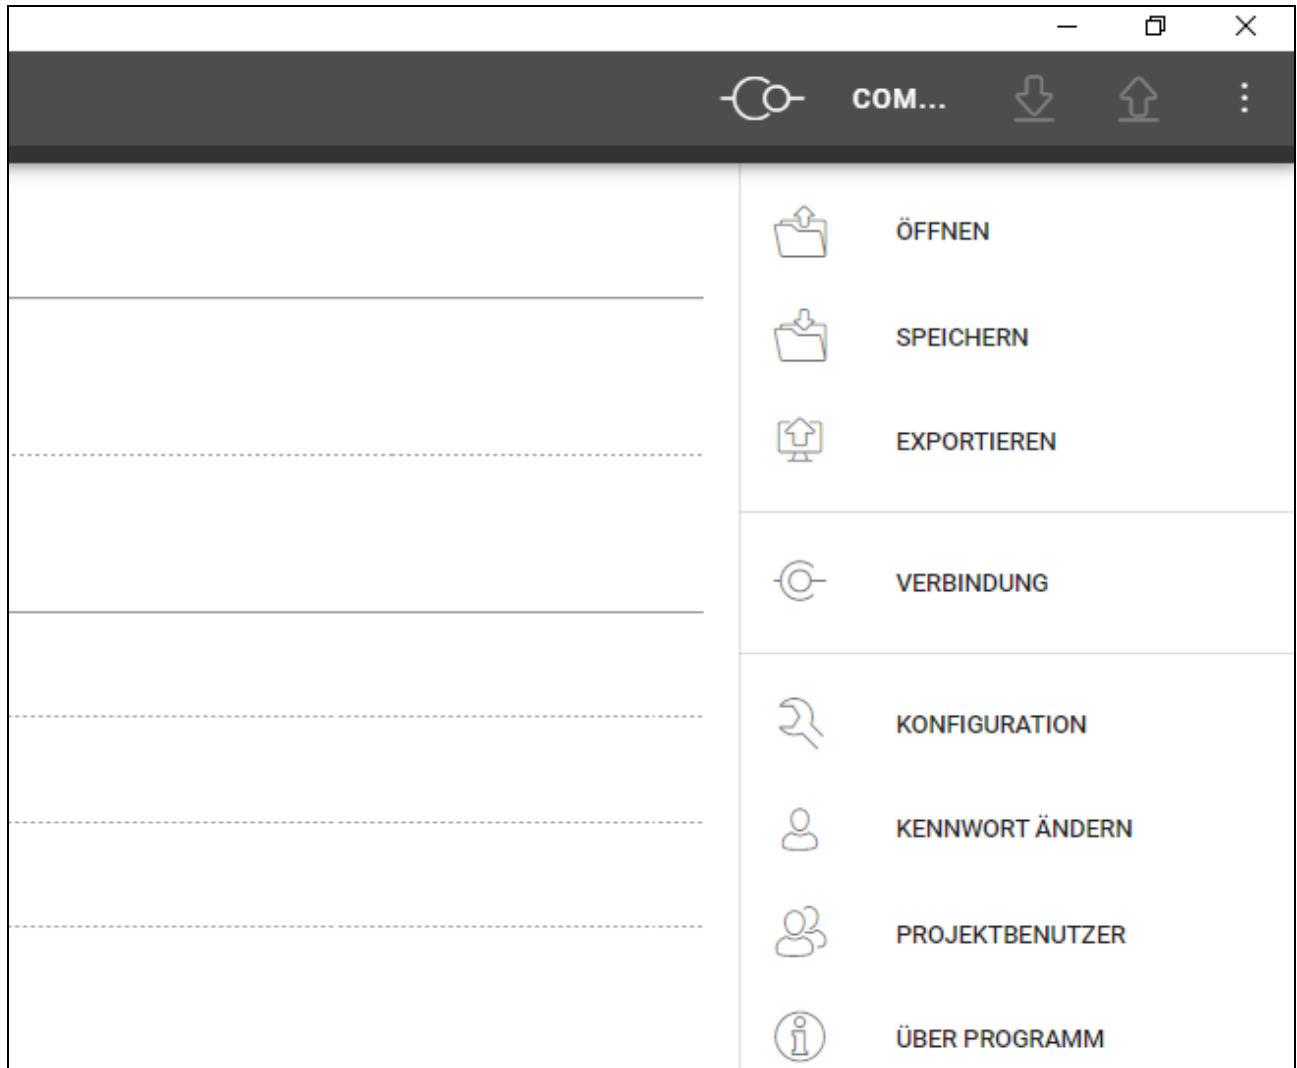 COM...
ÖFFNEN
SPEICHERN
EXPORTIEREN
VERBINDUNG
KONFIGURATION
KENNWORT ÄNDERN
PROJEKTBENUTZER
ÜBER PROGRAMM